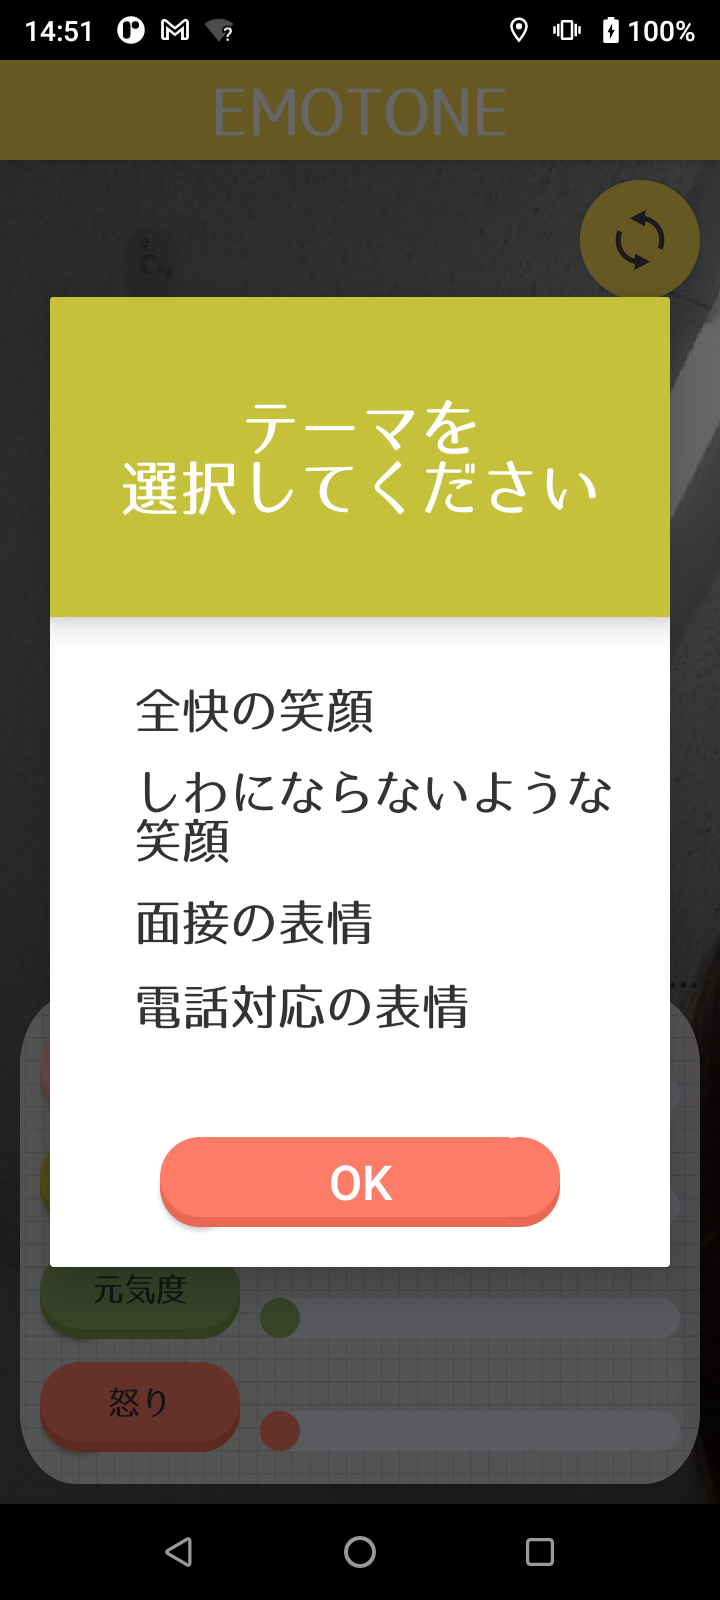 14:51
100%
EMOTONE
テーマを
選択してください
全快の笑顔
しわにならないような
笑顔
面接の表情
電話対応の表情
OK
元気度
怒り